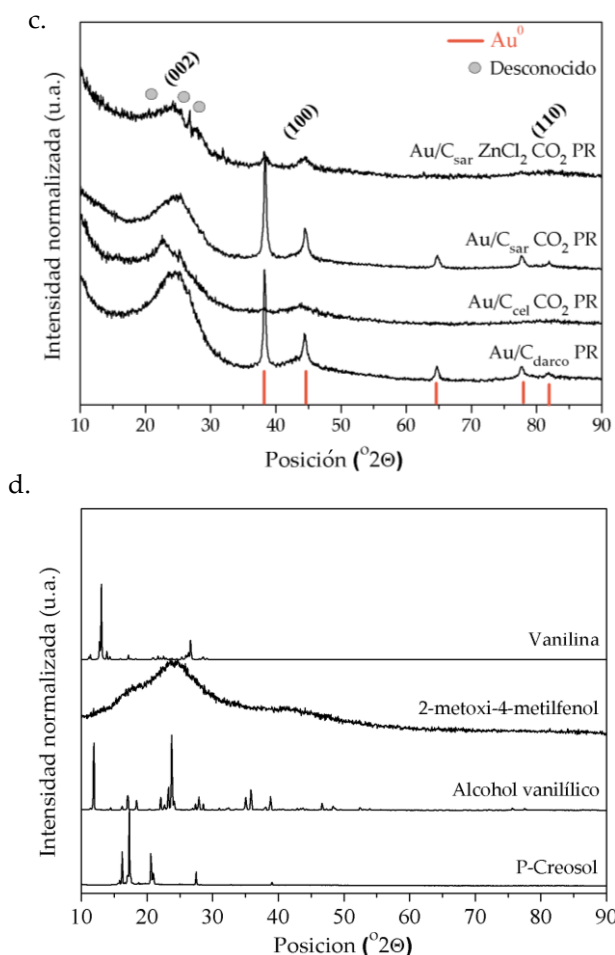 c.
Au⁰
Desconocido
(002)
(100)
(110)
Au/C_sar ZnCl₂ CO₂ PR
Au/C_sar CO₂ PR
Au/C_cel CO₂ PR
Au/C_darco PR
Intensidad normalizada (u.a.)
10 20 30 40 50 60 70 80 90
Posición (°2Θ)
d.
Vanilina
2-metoxi-4-metilfenol
Alcohol vanilílico
P-Creosol
Intensidad normalizada (u.a.)
10 20 30 40 50 60 70 80 90
Posicion (°2Θ)